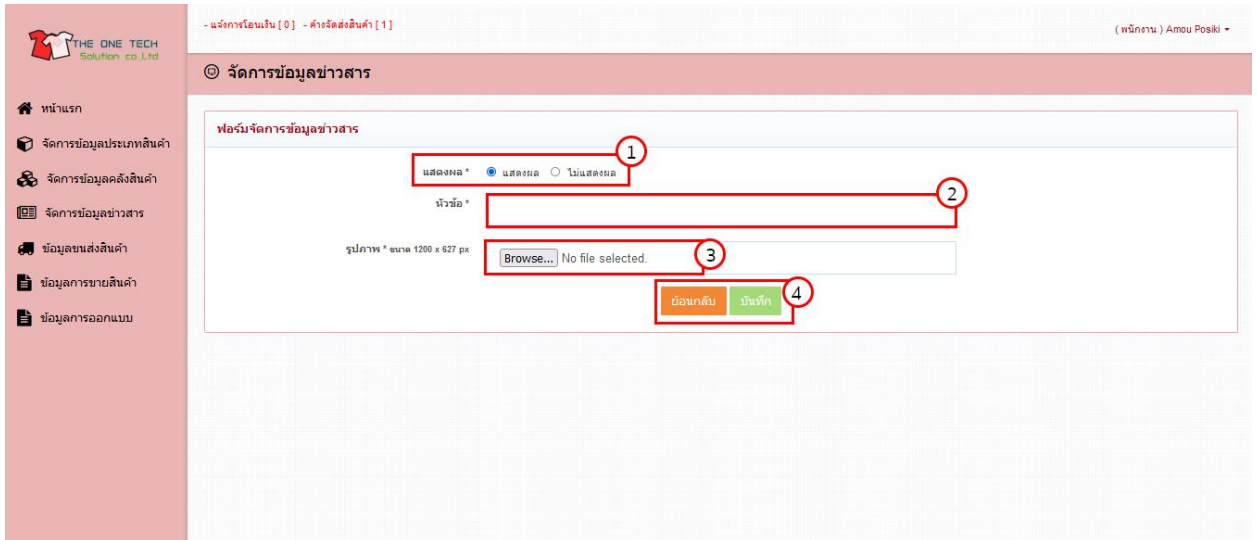 THE ONE TECH
Solution co.,Ltd
- แจ้งการโอนเงิน [ 0 ] - ค้างจัดส่งสินค้า [ 1 ]
( พนักงาน ) Amou Posiki
จัดการข้อมูลข่าวสาร
หน้าแรก
จัดการข้อมูลประเภทสินค้า
จัดการข้อมูลคลังสินค้า
จัดการข้อมูลข่าวสาร
ข้อมูลขนส่งสินค้า
ข้อมูลการขายสินค้า
ข้อมูลการออกแบบ
ฟอร์มจัดการข้อมูลข่าวสาร
1
แสดงผล * แสดงผล ไม่แสดงผล
2
หัวข้อ *
รูปภาพ * ขนาด 1200 x 627 px Browse... No file selected. 3
ย้อนกลับ บันทึก 4